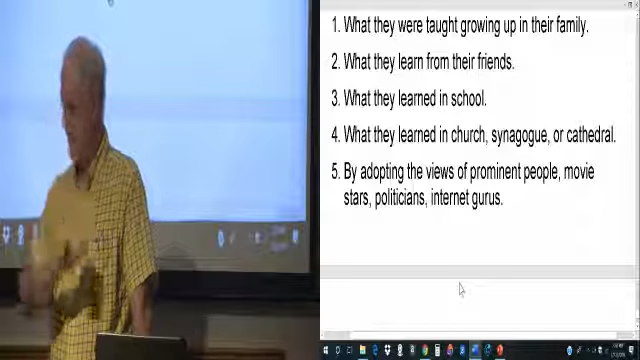 1. What they were taught growing up in their family.
2. What they learn from their friends.
3. What they learned in school.
4. What they learned in church, synagogue, or cathedral.
5. By adopting the views of prominent people, movie
stars, politicians, internet gurus.